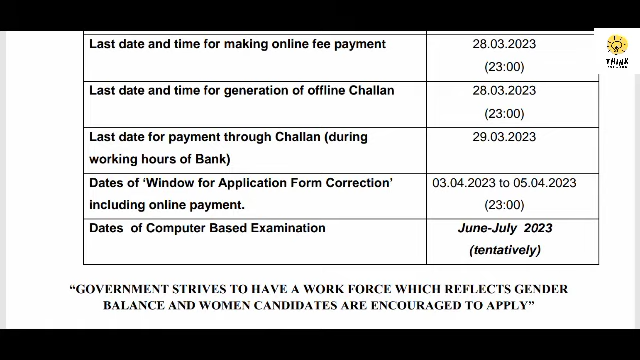 Last date and time for making online fee payment 28.03.2023
(23:00)
Last date and time for generation of offline Challan 28.03.2023
(23:00)
Last date for payment through Challan (during 29.03.2023
working hours of Bank)
Dates of ‘Window for Application Form Correction’ 03.04.2023 to 05.04.2023
including online payment. (23:00)
Dates of Computer Based Examination June-July 2023
(tentatively)
“GOVERNMENT STRIVES TO HAVE A WORK FORCE WHICH REFLECTS GENDER
BALANCE AND WOMEN CANDIDATES ARE ENCOURAGED TO APPLY”
THINK